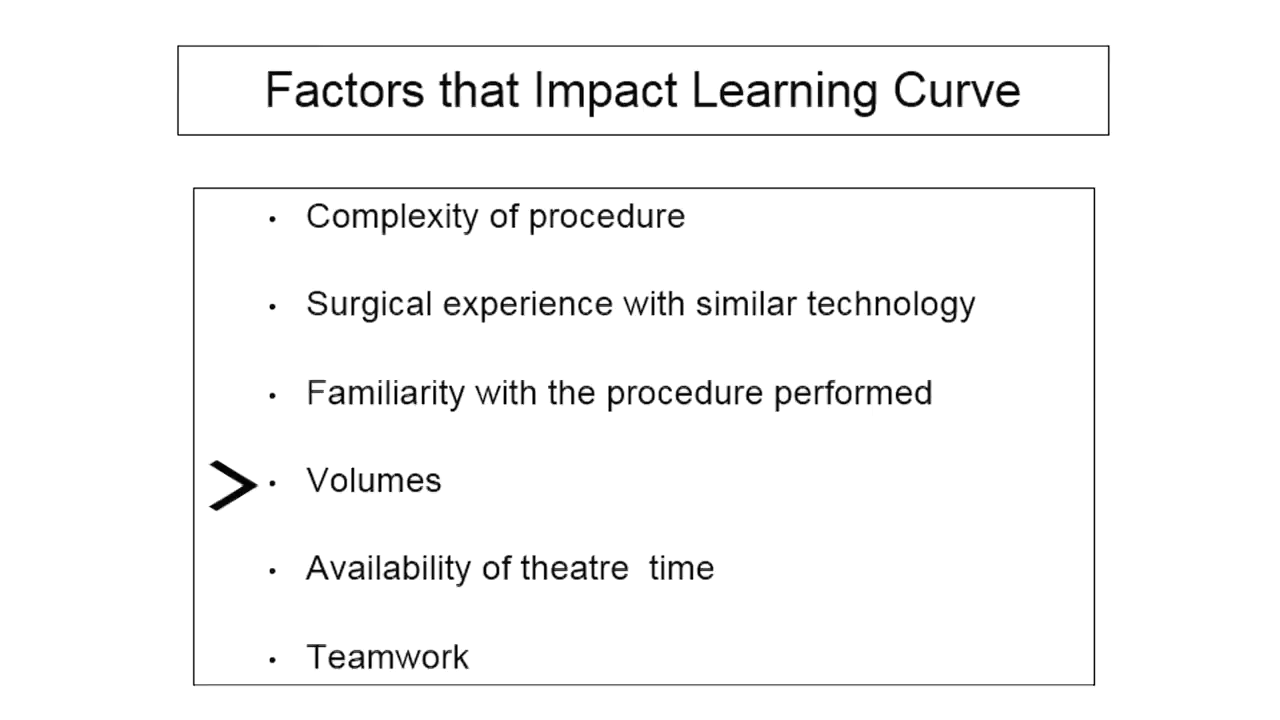 Factors that Impact Learning Curve
• Complexity of procedure
• Surgical experience with similar technology
• Familiarity with the procedure performed
• Volumes
• Availability of theatre  time
• Teamwork